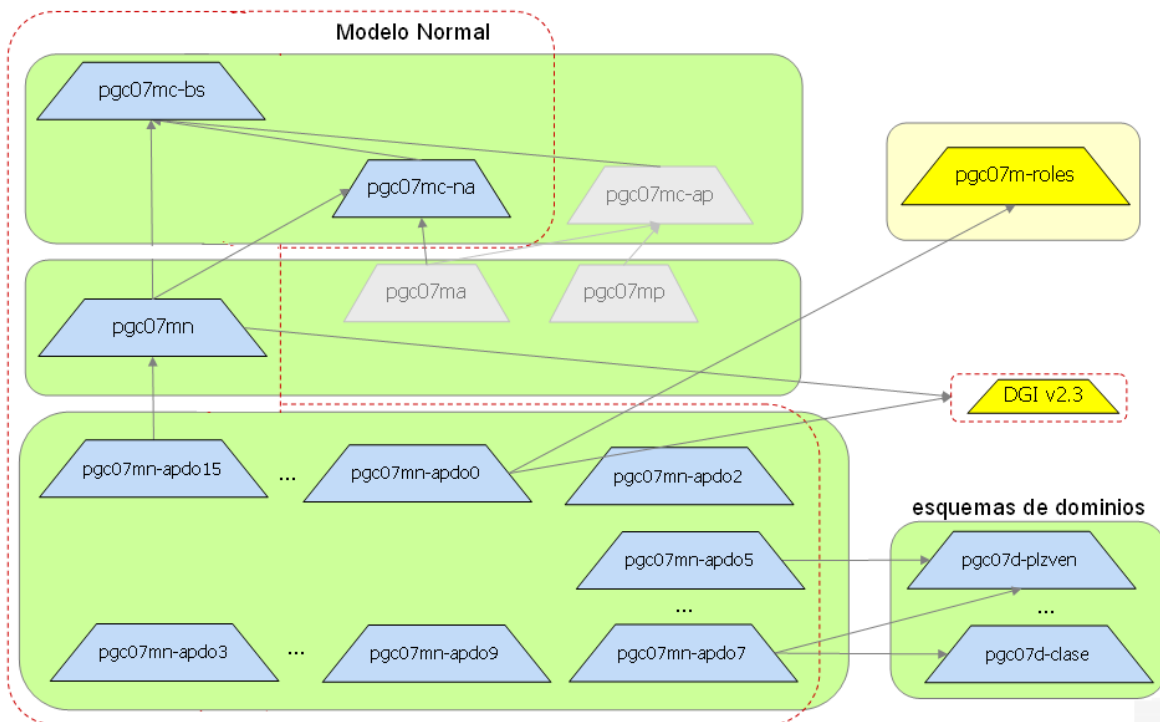 Modelo Normal
pgc07mc-bs
pgc07mc-na
pgc07mc-ap
pgc07m-roles
pgc07ma
pgc07mp
pgc07mn
DGI v2.3
pgc07mn-apdo15
...
pgc07mn-apdo0
pgc07mn-apdo2
esquemas de dominios
pgc07mn-apdo5
pgc07d-plzven
...
...
pgc07mn-apdo3
...
pgc07mn-apdo9
pgc07mn-apdo7
pgc07d-clase